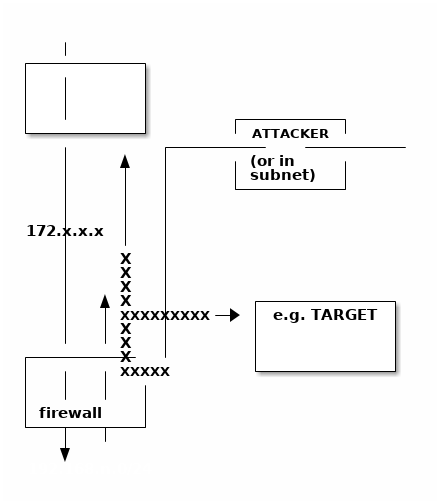 ATTACKER
(or in
subnet)
172.x.x.x
X
X
X
X
xxxxxxxxx
e.g. TARGET
X
X
X
xxxxx
firewall